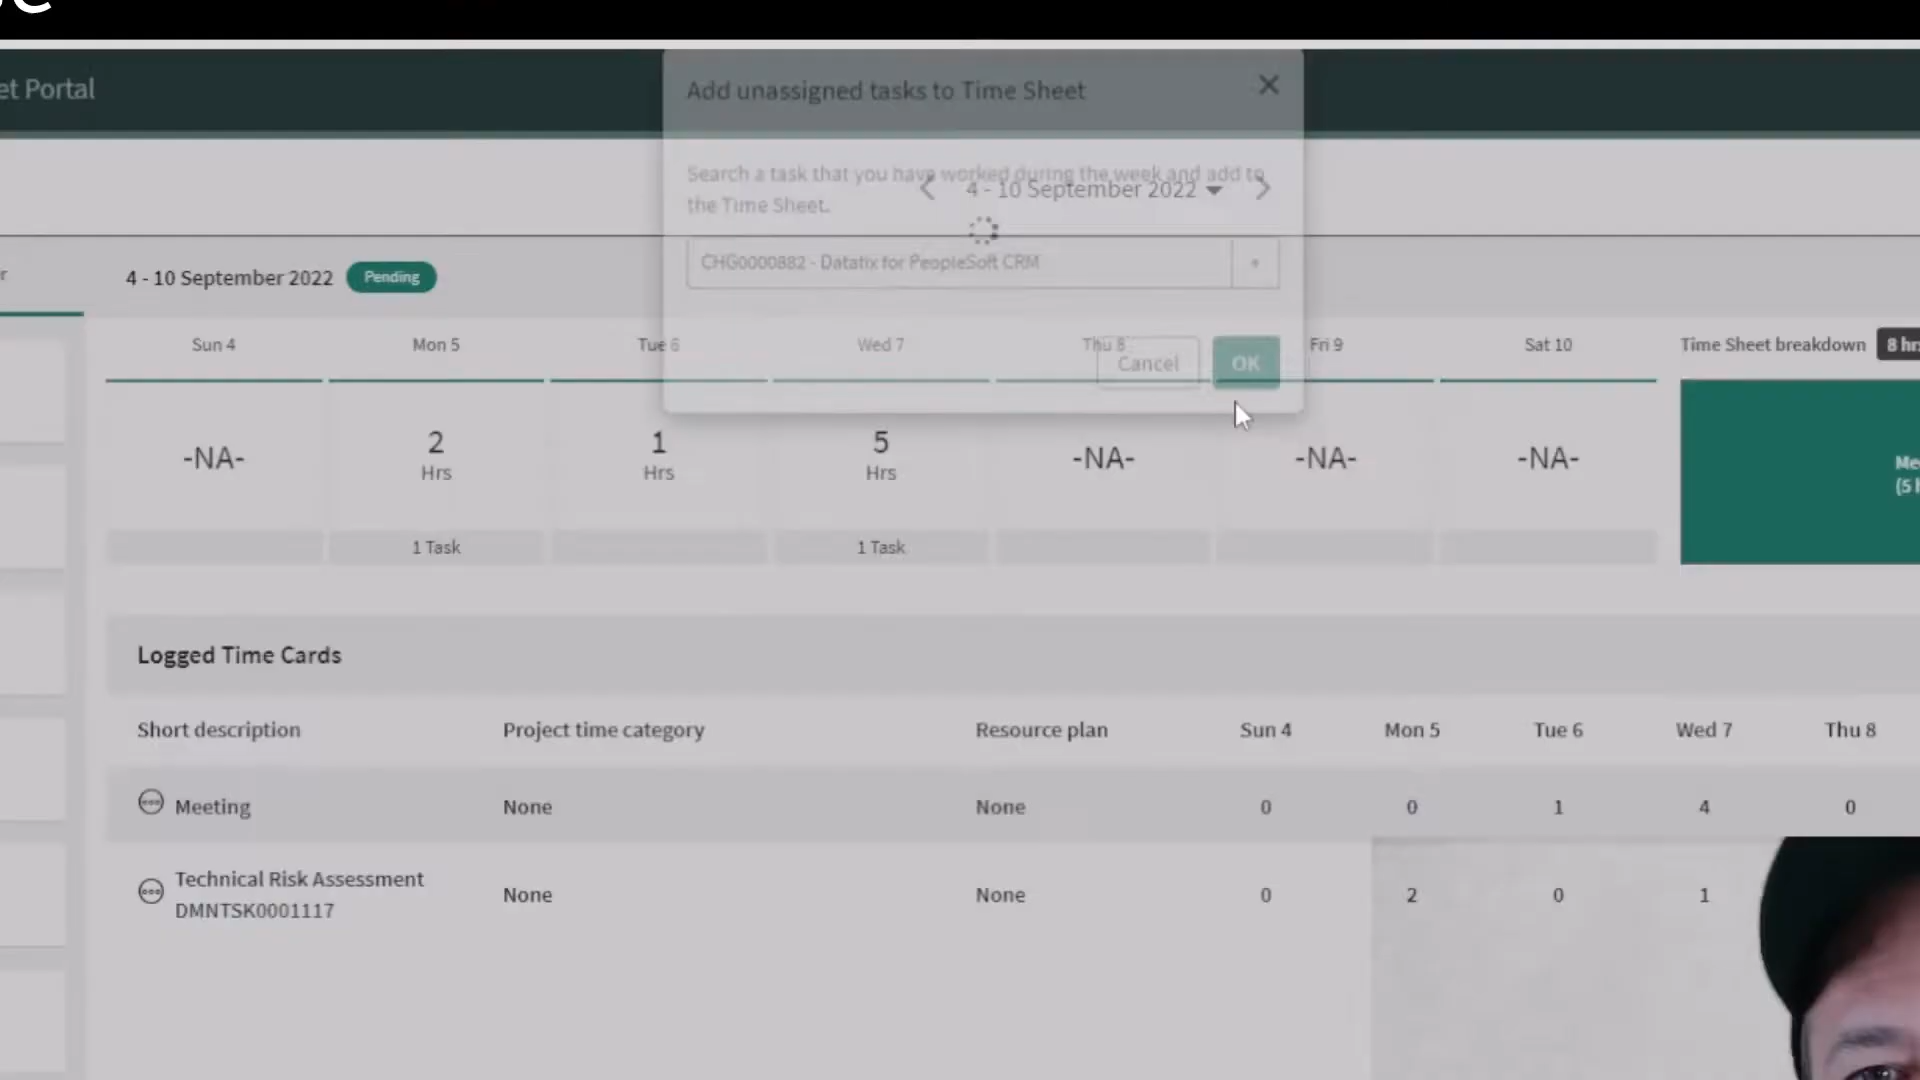 et Portal
Add unassigned tasks to Time Sheet
Search a task that you have worked during the week and add to
the Time Sheet.
4 - 10 September 2022
CHG0000882 - Datafix for PeopleSoft CRM
Cancel
OK
4 - 10 September 2022
Pending
Sun 4
Mon 5
Tue 6
Wed 7
Thu 8
Fri 9
Sat 10
Time Sheet breakdown
8 hrs
-NA-
2
Hrs
1
Hrs
5
Hrs
-NA-
-NA-
-NA-
1 Task
1 Task
(5 h
Logged Time Cards
Short description
Project time category
Resource plan
Sun 4
Mon 5
Tue 6
Wed 7
Thu 8
Meeting
None
None
0
0
1
4
0
Technical Risk Assessment
DMNTSK0001117
None
None
0
2
0
1